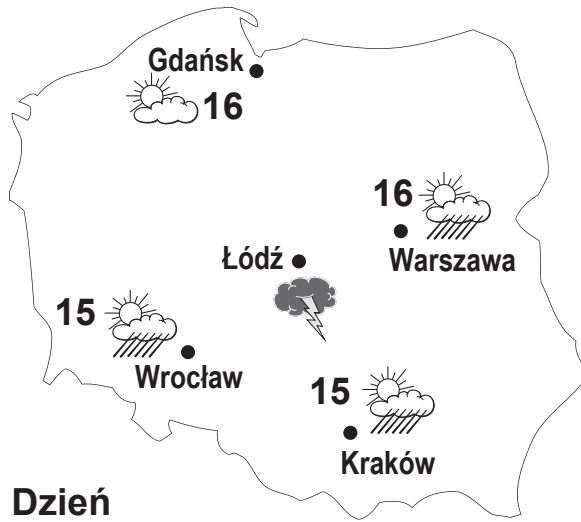 Gdańsk
16
16
Warszawa
Łódź
15
Wrocław
15
Kraków
Dzień